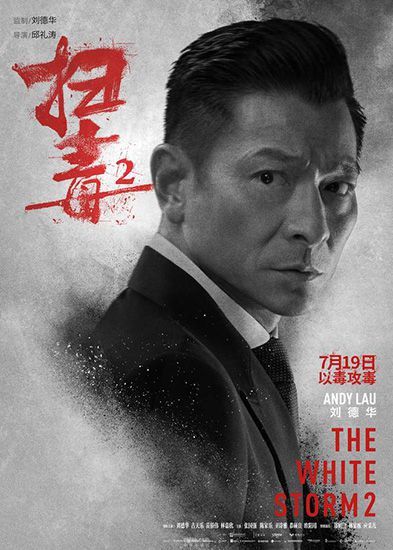 监制/刘德华
导演/邱礼涛
扫毒2
7月19日
以毒攻毒
ANDY LAU
刘德华
THE
WHITE
STORM 2